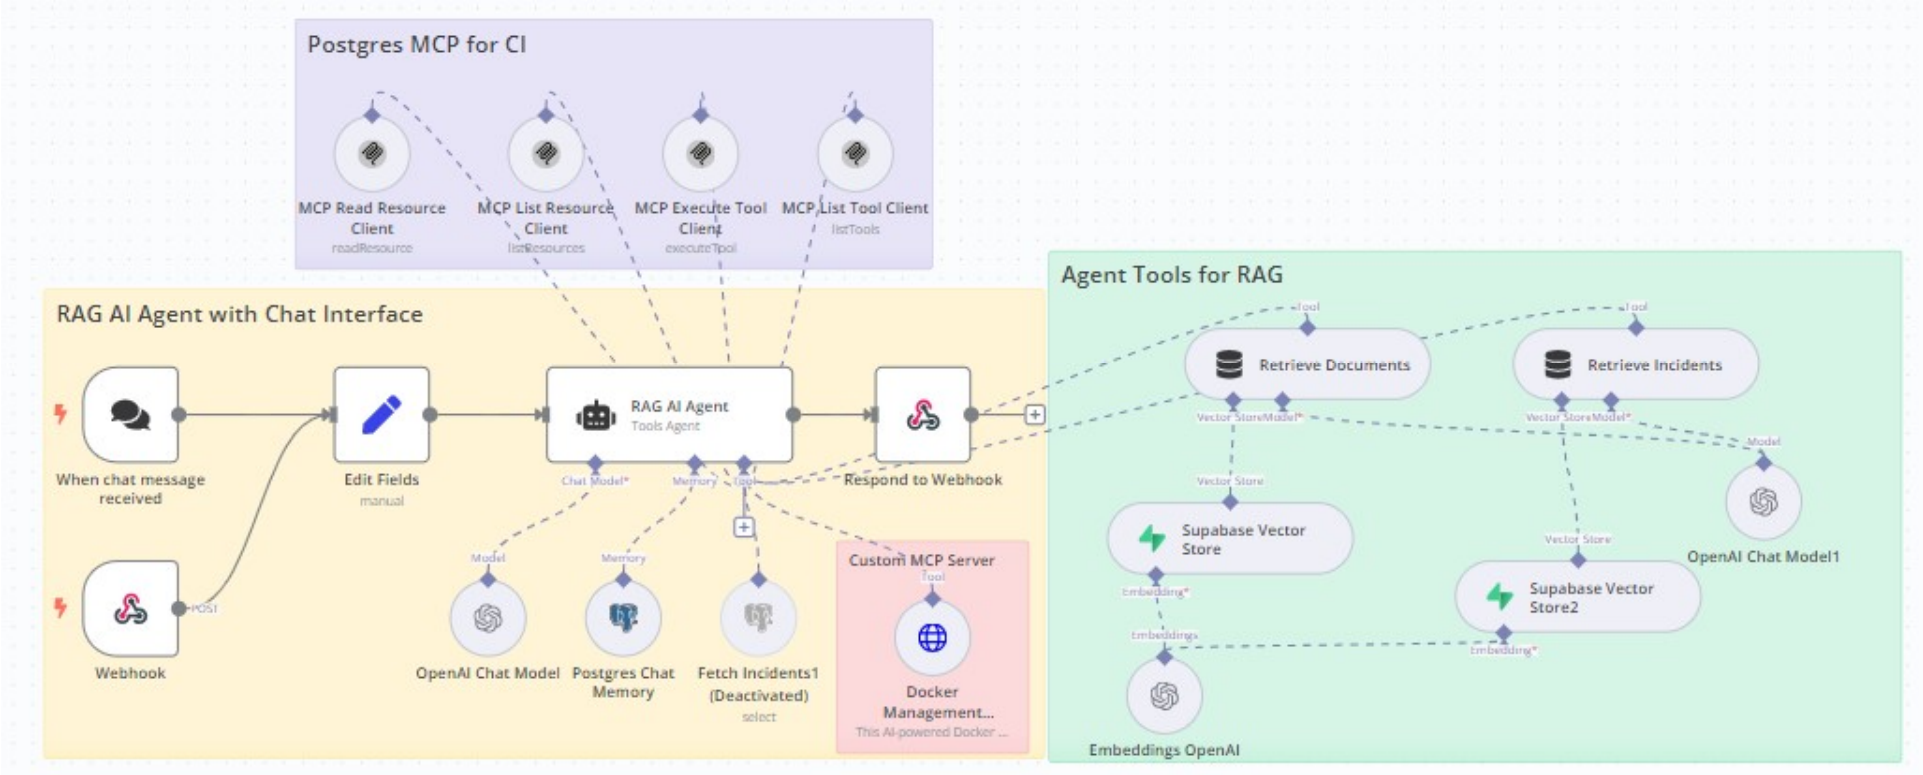 Postgres MCP for CI
MCP Read Resource
Client
readResource
MCP List Resource
Client
listResources
MCP Execute Tool
Client
executeTool
MCP List Tool Client
listTools
RAG AI Agent with Chat Interface
When chat message
received
Webhook
POST
Edit Fields
manual
RAG AI Agent
Tools Agent
Chat Model*
Memory
Tool
Respond to Webhook
Model
OpenAI Chat Model
Memory
Postgres Chat
Memory
Fetch Incidents1
(Deactivated)
select
Custom MCP Server
Tool
Docker
Management...
This AI-powered Docker ...
Agent Tools for RAG
Tool
Retrieve Documents
Vector Store
Model*
Tool
Retrieve Incidents
Vector Store
Model*
Model
OpenAI Chat Model1
Vector Store
Supabase Vector
Store
Embedding*
Vector Store
Supabase Vector
Store2
Embedding*
Embeddings
Embeddings OpenAI